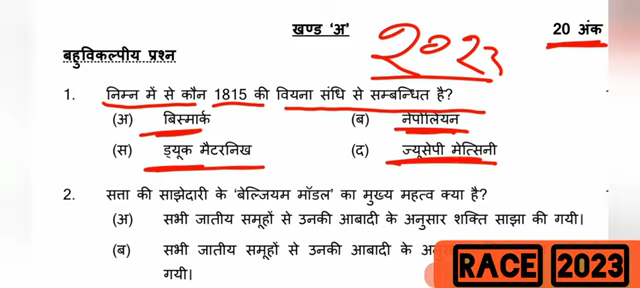 खण्ड 'अ'
20 अंक
2023
बहुविकल्पीय प्रश्न
1. निम्न में से कौन 1815 की वियना संधि से सम्बन्धित है?
(अ) बिस्मार्क (ब) नेपोलियन
(स) ड्यूक मैटरनिख (द) ज्यूसेपी मेत्सिनी
2. सत्ता की साझेदारी के 'बेल्जियम मॉडल' का मुख्य महत्व क्या है?
(अ) सभी जातीय समूहों से उनकी आबादी के अनुसार शक्ति साझा की गयी।
(ब) सभी जातीय समूहों से उनकी आबादी के
गयी।
RACE 2023